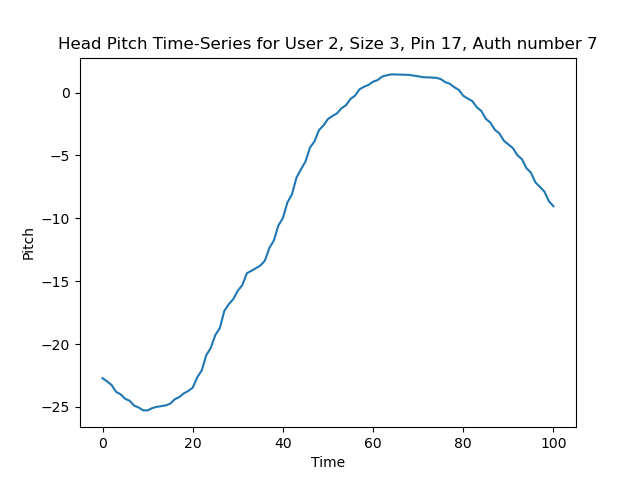 Head Pitch Time-Series for User 2, Size 3, Pin 17, Auth number 7
0
−5
−10
−15
−20
−25
Pitch
0 20 40 60 80 100
Time